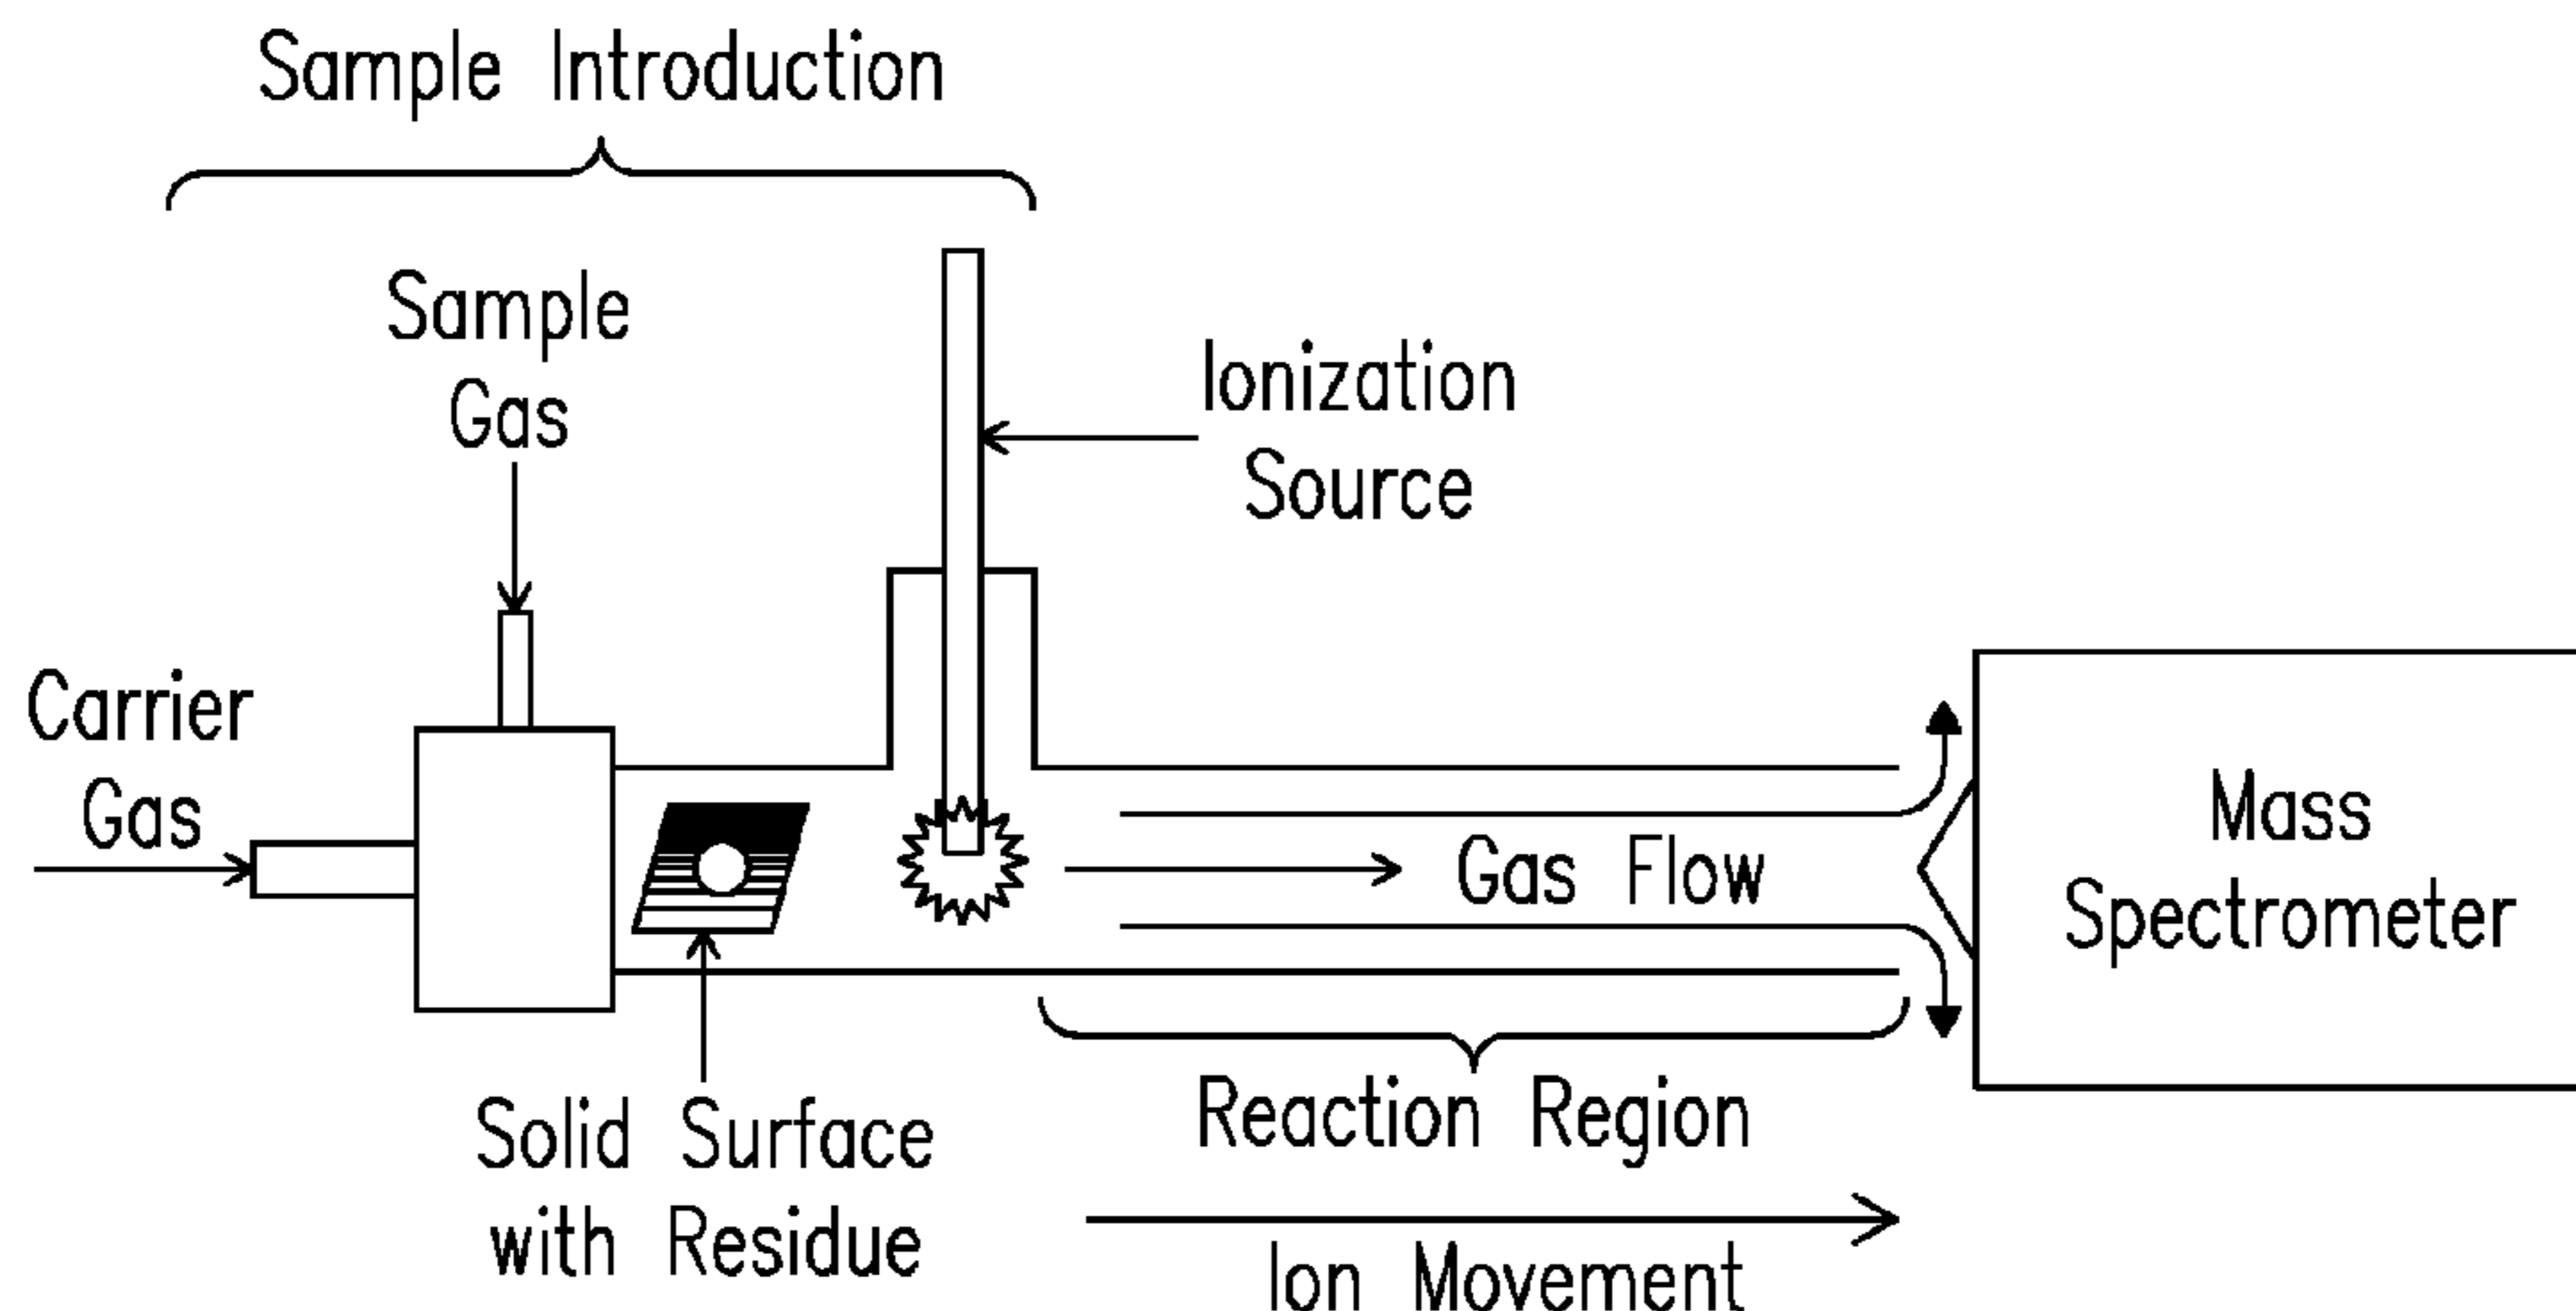 Sample Introduction
Sample
Gas
Ionization
Source
Carrier
Gas
Gas Flow
Mass
Spectrometer
Reaction Region
Solid Surface
with Residue
Ion Movement